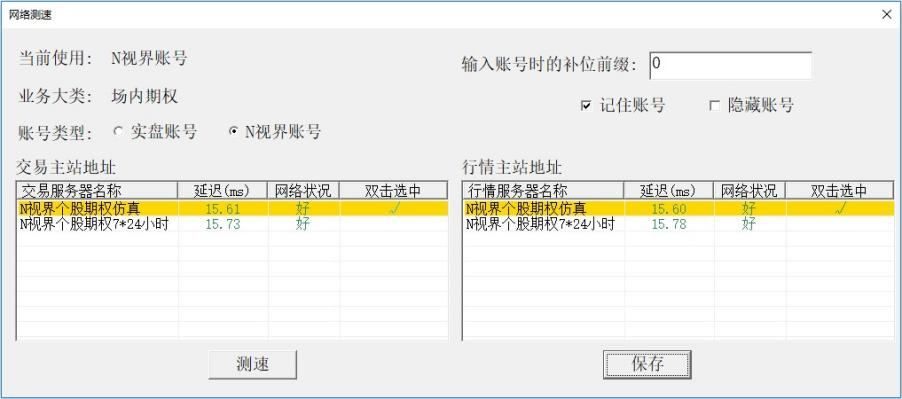 网络测速
当前使用: N视界账号
业务大类: 场内期权
账号类型: 实盘账号 N视界账号
输入账号时的补位前缀: 0
记住账号 隐藏账号
交易主站地址
交易服务器名称 延迟(ms) 网络状况 双击选中
N视界个股期权仿真 15.61 好 √
N视界个股期权7*24小时 15.73 好
测速
行情主站地址
行情服务器名称 延迟(ms) 网络状况 双击选中
N视界个股期权仿真 15.60 好 √
N视界个股期权7*24小时 15.78 好
保存